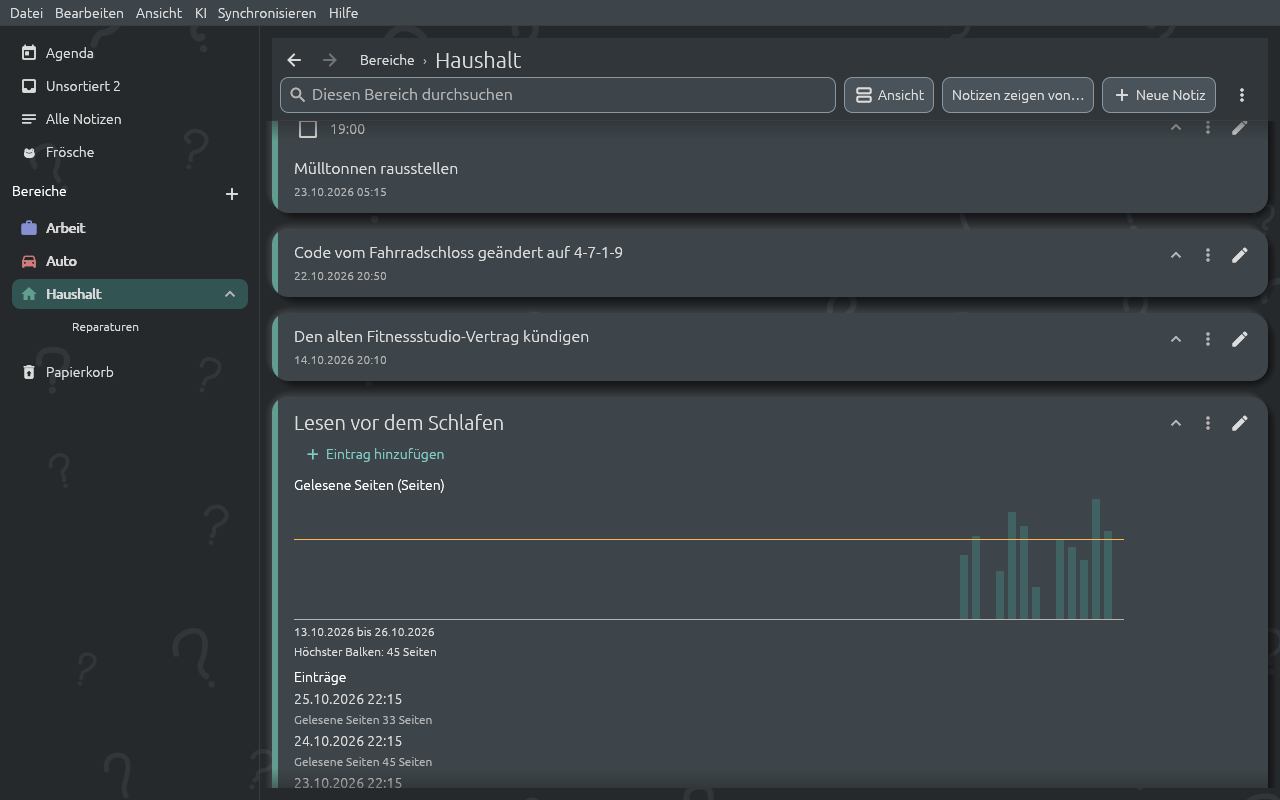 Datei Bearbeiten Ansicht KI Synchronisieren Hilfe
Agenda
Unsortiert 2
Alle Notizen
Frösche
Bereiche
Arbeit
Auto
Haushalt
Reparaturen
Papierkorb
Bereiche › Haushalt
Diesen Bereich durchsuchen
Ansicht
Notizen zeigen von...
Neue Notiz
19:00
Mülltonnen rausstellen
23.10.2026 05:15
Code vom Fahrradschloss geändert auf 4-7-1-9
22.10.2026 20:50
Den alten Fitnessstudio-Vertrag kündigen
14.10.2026 20:10
Lesen vor dem Schlafen
Eintrag hinzufügen
Gelesene Seiten (Seiten)
13.10.2026 bis 26.10.2026
Höchster Balken: 45 Seiten
Einträge
25.10.2026 22:15
Gelesene Seiten 33 Seiten
24.10.2026 22:15
Gelesene Seiten 45 Seiten
23.10.2026 22:15